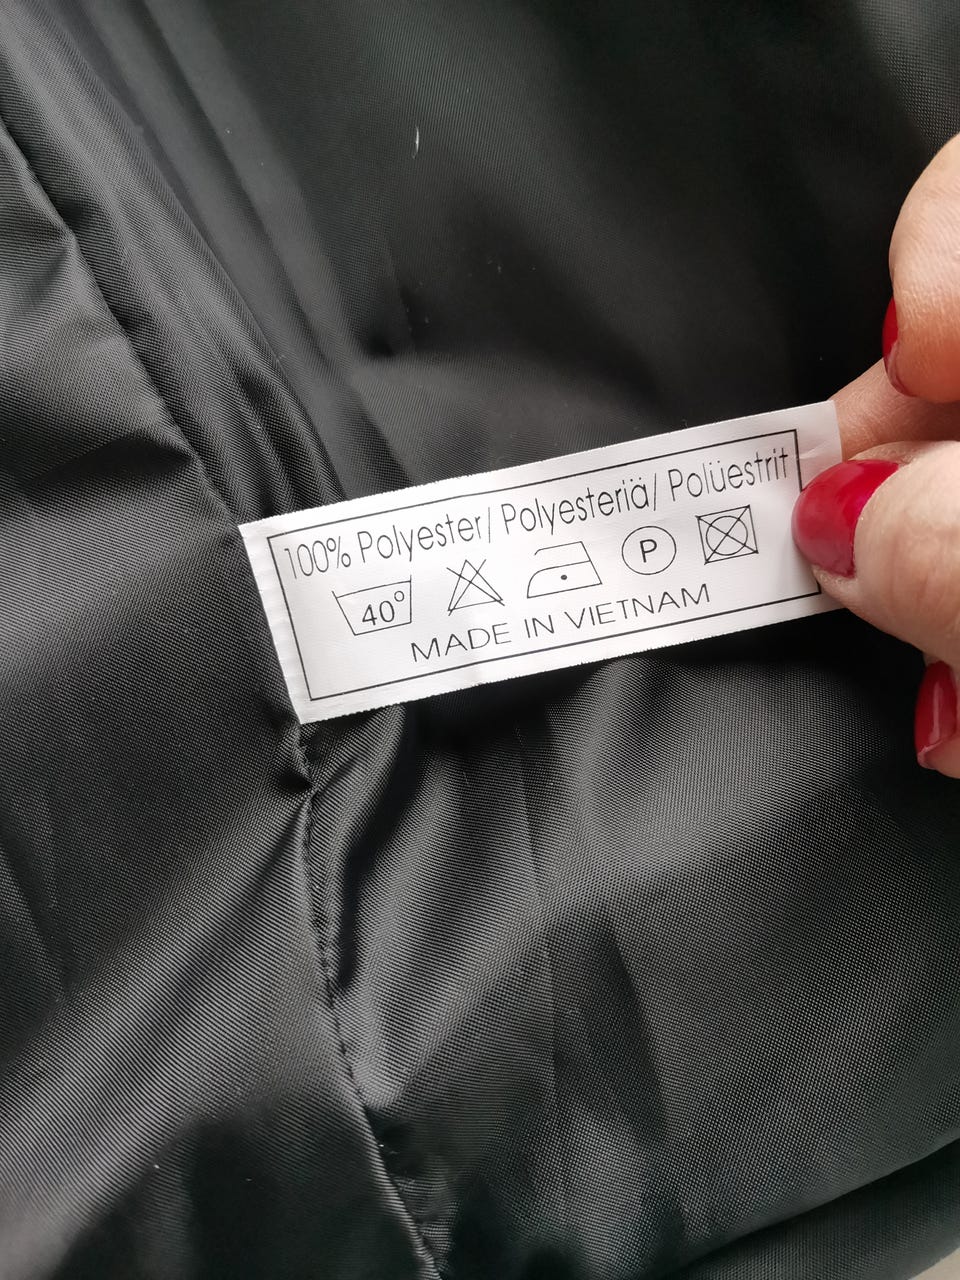 100% Polyester/ Polyesteriä/ Polüestrit
40° P
MADE IN VIETNAM